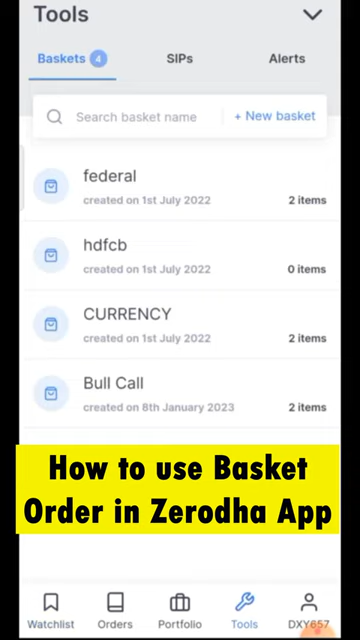 Tools
Baskets 4 SIPs Alerts
Search basket name + New basket
federal
created on 1st July 2022 2 items
hdfcb
created on 1st July 2022 0 items
CURRENCY
created on 1st July 2022 2 items
Bull Call
created on 8th January 2023 2 items
How to use Basket
Order in Zerodha App
Watchlist Orders Portfolio Tools DXY657